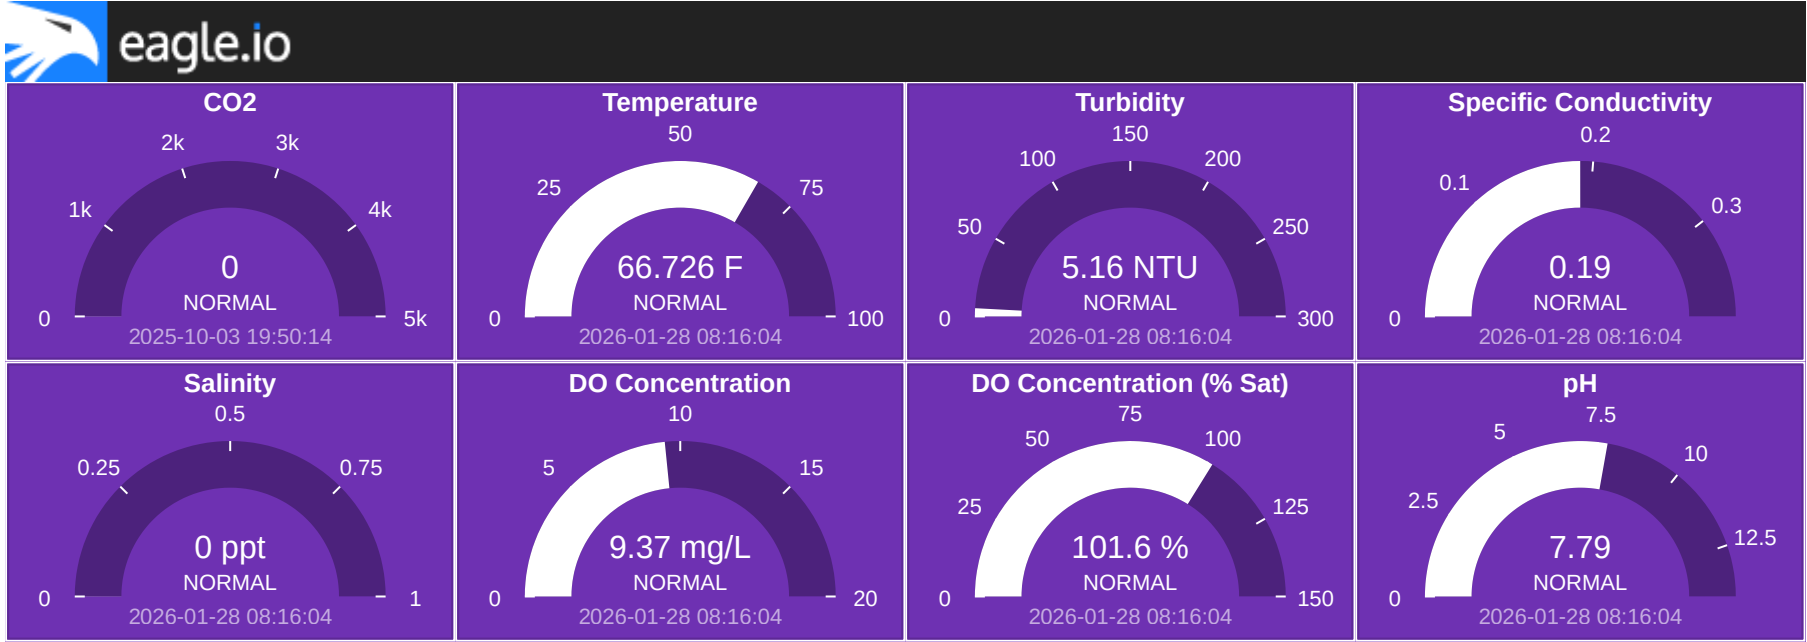 eagle.io
CO2
0
1k
2k
3k
4k
5k
0
NORMAL
2025-10-03 19:50:14
Temperature
0
25
50
75
100
66.726 F
NORMAL
2026-01-28 08:16:04
Turbidity
0
50
100
150
200
250
300
5.16 NTU
NORMAL
2026-01-28 08:16:04
Specific Conductivity
0
0.1
0.2
0.3
0.19
NORMAL
2026-01-28 08:16:04
Salinity
0
0.25
0.5
0.75
1
0 ppt
NORMAL
2026-01-28 08:16:04
DO Concentration
0
5
10
15
20
9.37 mg/L
NORMAL
2026-01-28 08:16:04
DO Concentration (% Sat)
0
25
50
75
100
125
150
101.6 %
NORMAL
2026-01-28 08:16:04
pH
0
2.5
5
7.5
10
12.5
7.79
NORMAL
2026-01-28 08:16:04